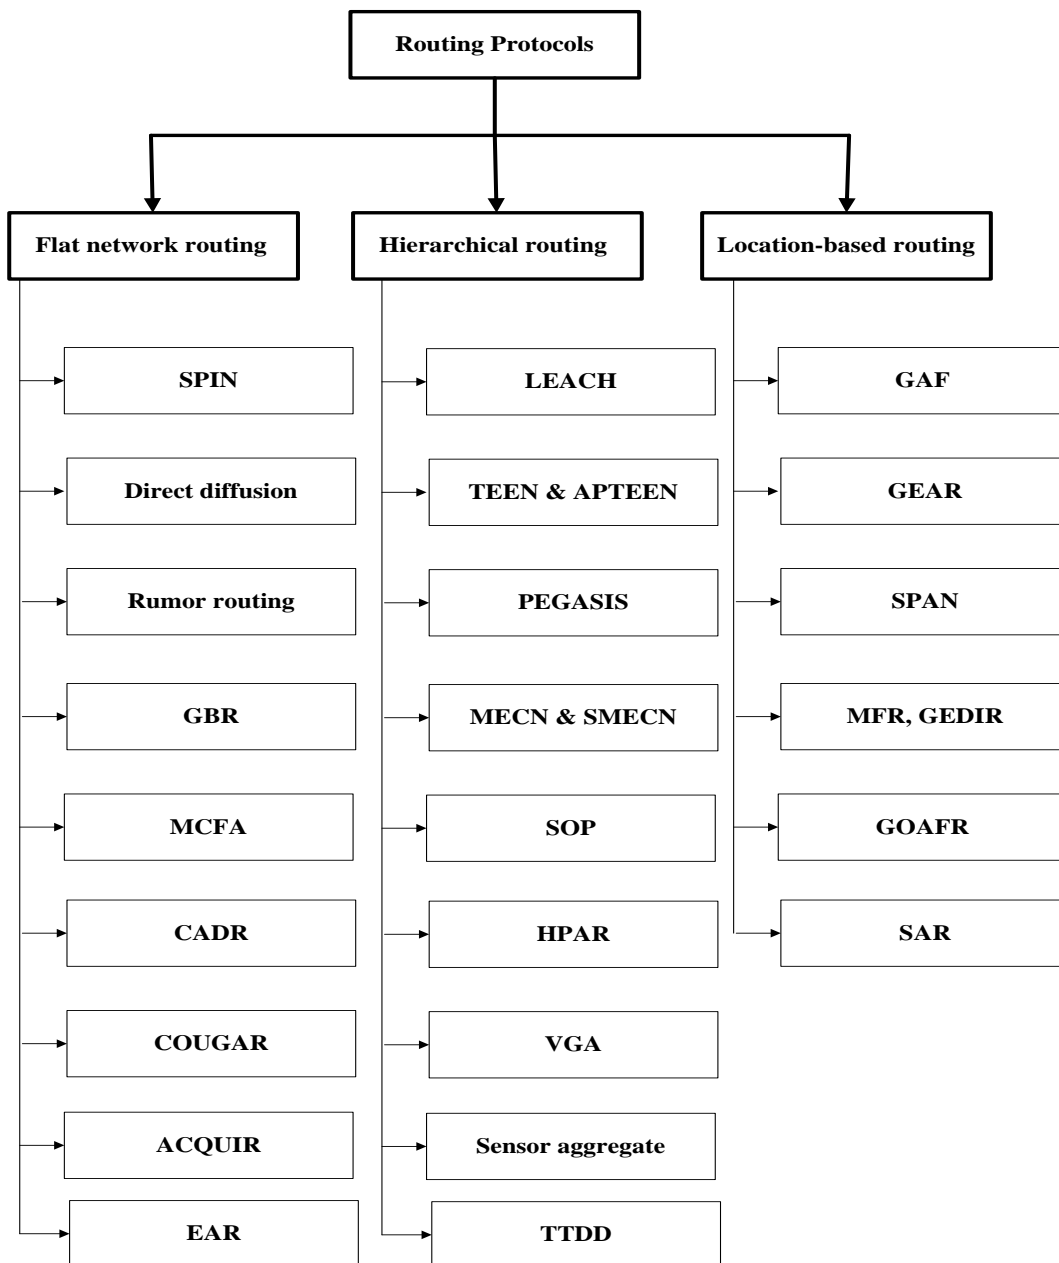 Routing Protocols
Flat network routing
Hierarchical routing
Location-based routing
SPIN
Direct diffusion
Rumor routing
GBR
MCFA
CADR
COUGAR
ACQUIR
EAR
LEACH
TEEN & APTEEN
PEGASIS
MECN & SMECN
SOP
HPAR
VGA
Sensor aggregate
TTDD
GAF
GEAR
SPAN
MFR, GEDIR
GOAFR
SAR